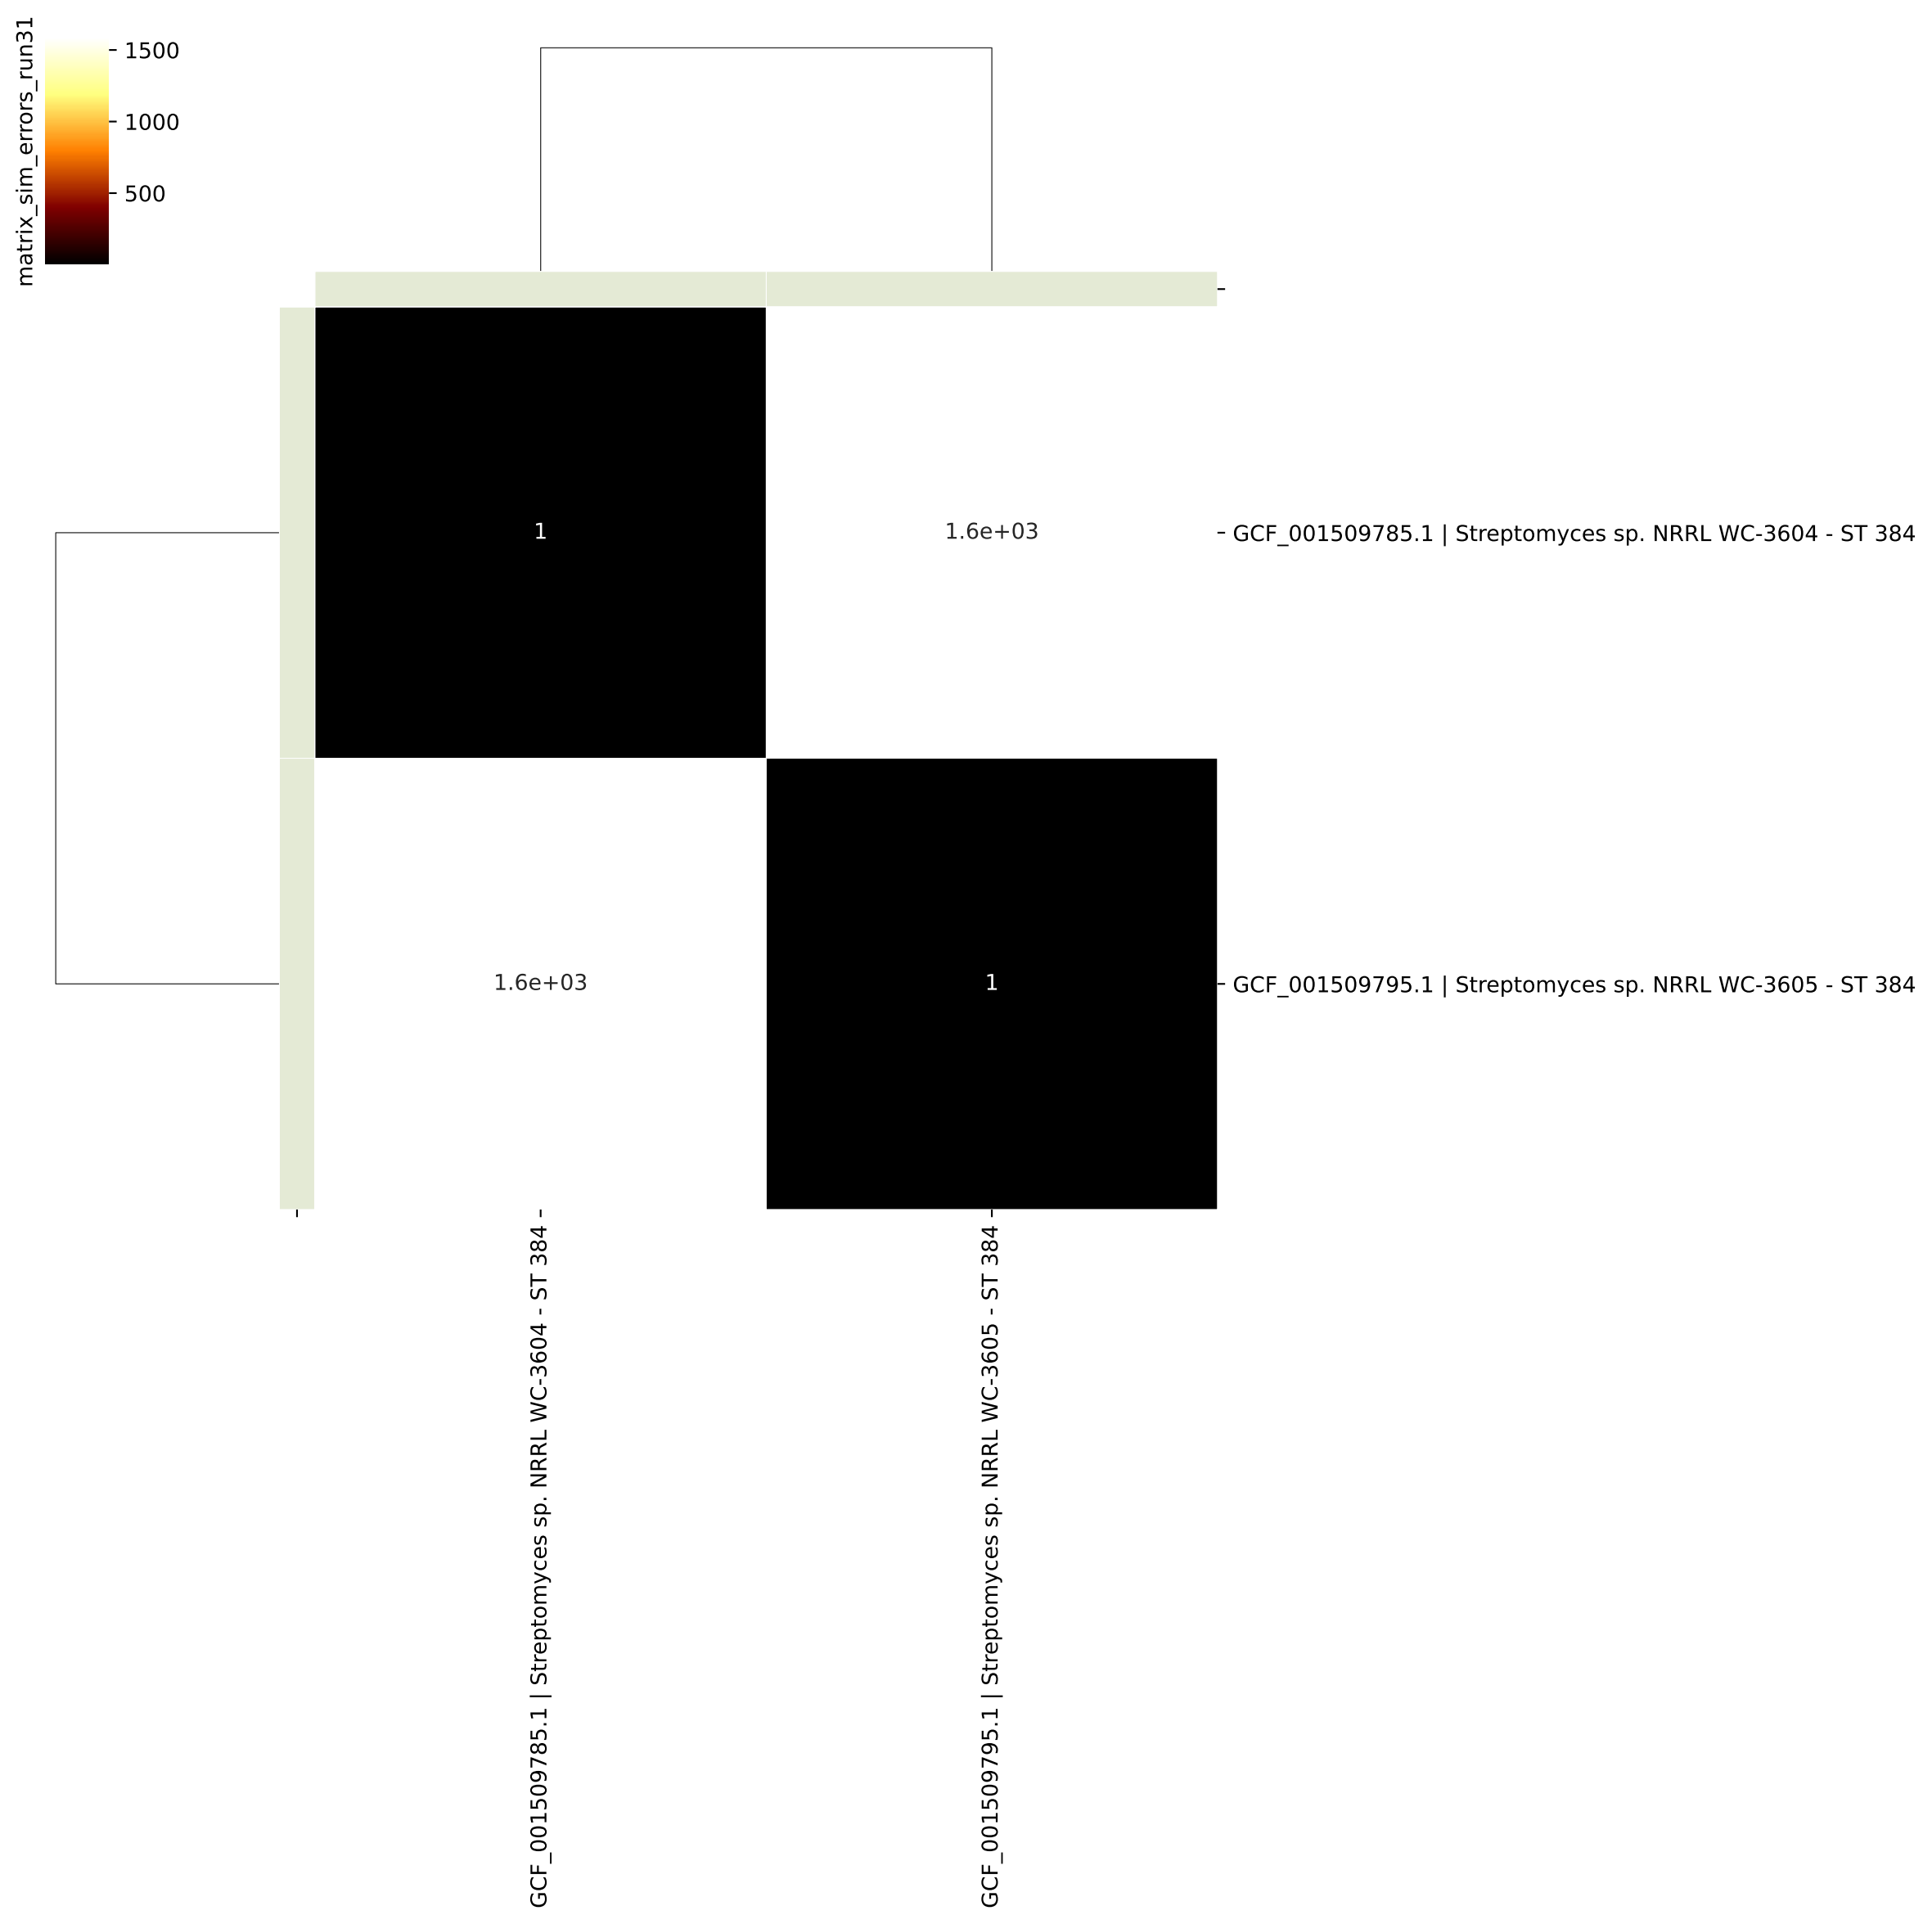 matrix_sim_errors_run31
1500
1000
500
1
1.6e+03
GCF_001509785.1 | Streptomyces sp. NRRL WC-3604 - ST 384
1.6e+03
1
GCF_001509795.1 | Streptomyces sp. NRRL WC-3605 - ST 384
GCF_001509785.1 | Streptomyces sp. NRRL WC-3604 - ST 384
GCF_001509795.1 | Streptomyces sp. NRRL WC-3605 - ST 384